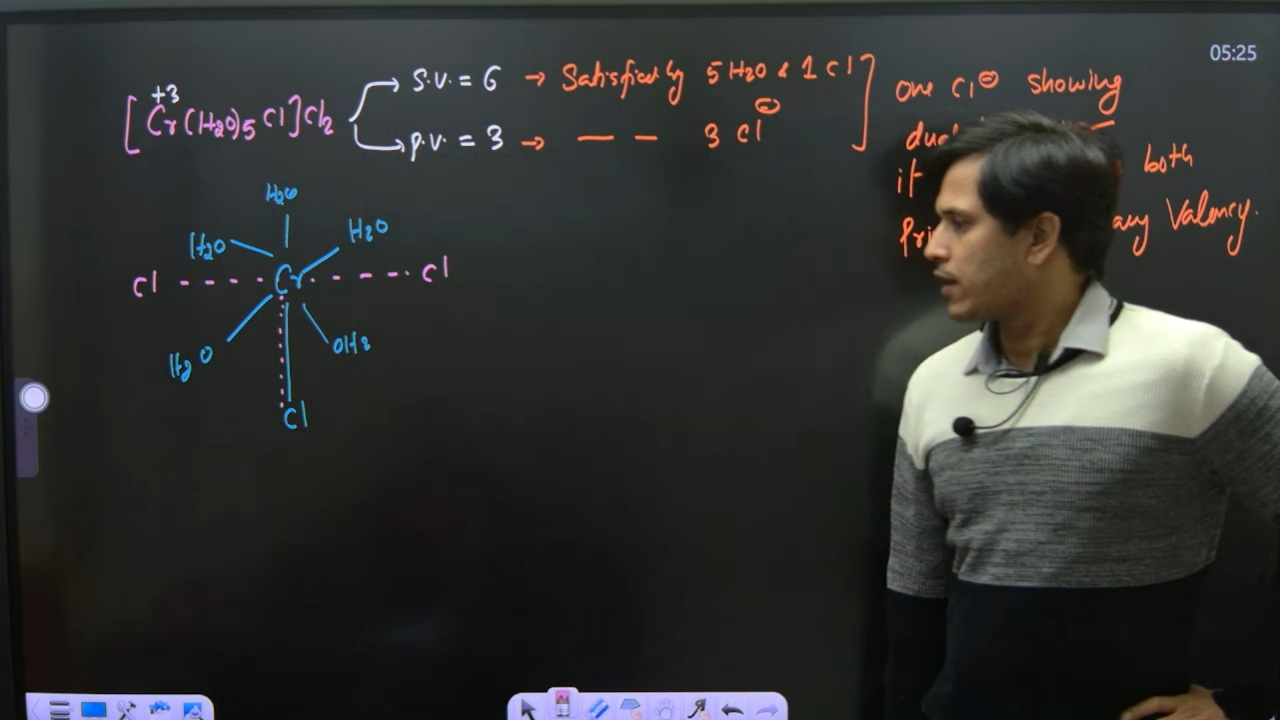 05:25
+3
[Cr(H2O)5 Cl]Cl2
S.V. = 6 → Satisfied by 5 H2O & 1 Cl
P.V. = 3 → — — 3 Cl⊖
one Cl⊖ showing
both
if
Valency.
H2O
H2O
H2O
Cl Cr Cl
H2O
OH2
Cl